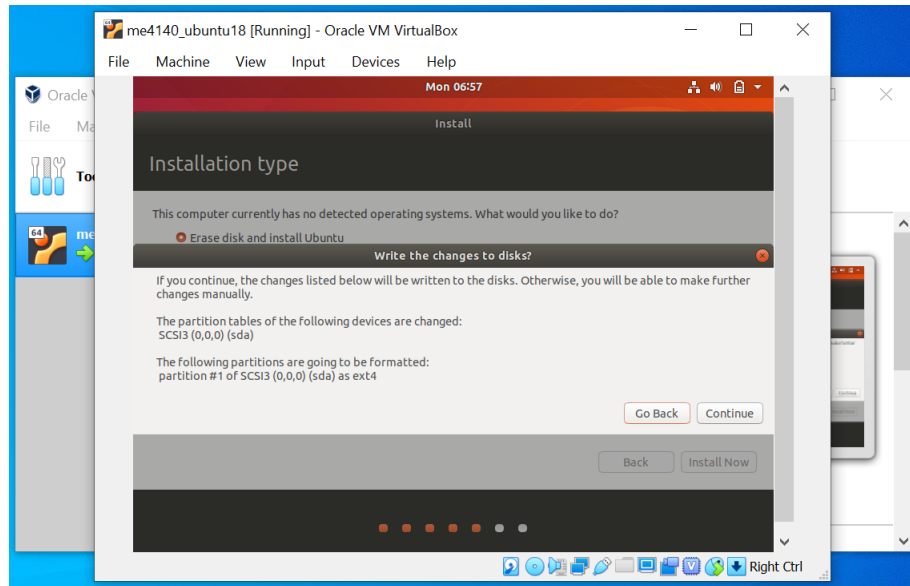 me4140_ubuntu18 [Running] - Oracle VM VirtualBox
File Machine View Input Devices Help
Mon 06:57
Install
Installation type
This computer currently has no detected operating systems. What would you like to do?
Erase disk and install Ubuntu
Write the changes to disks?
If you continue, the changes listed below will be written to the disks. Otherwise, you will be able to make further
changes manually.
The partition tables of the following devices are changed:
SCSI3 (0,0,0) (sda)
The following partitions are going to be formatted:
partition #1 of SCSI3 (0,0,0) (sda) as ext4
Go Back Continue
Back Install Now
Right Ctrl
Oracle
File
64